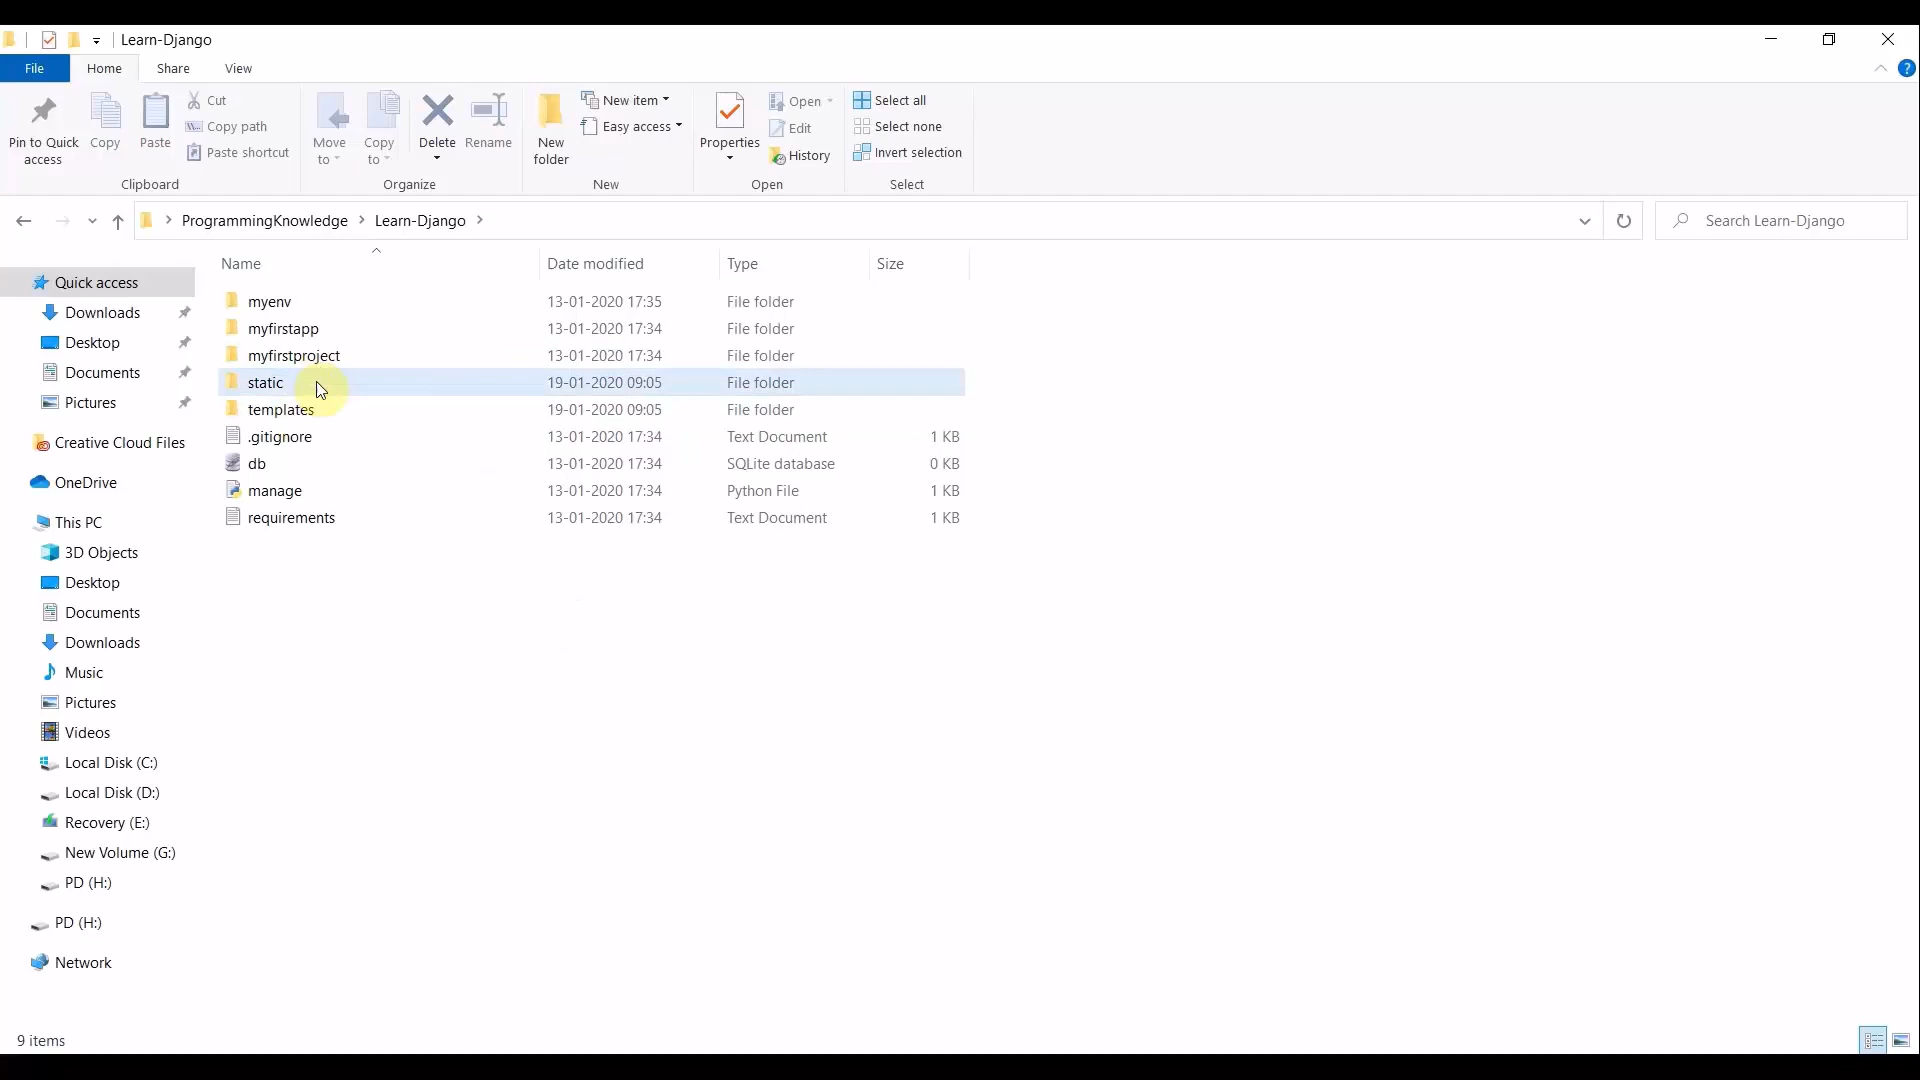 Learn-Django
File Home Share View
Pin to Quick access
Copy
Paste
Cut
Copy path
Paste shortcut
Clipboard
Move to
Copy to
Delete
Rename
Organize
New folder
New item
Easy access
New
Properties
Open
Edit
History
Open
Select all
Select none
Invert selection
Select
ProgrammingKnowledge Learn-Django
Search Learn-Django
Name Date modified Type Size
myenv 13-01-2020 17:35 File folder
myfirstapp 13-01-2020 17:34 File folder
myfirstproject 13-01-2020 17:34 File folder
static 19-01-2020 09:05 File folder
templates 19-01-2020 09:05 File folder
.gitignore 13-01-2020 17:34 Text Document 1 KB
db 13-01-2020 17:34 SQLite database 0 KB
manage 13-01-2020 17:34 Python File 1 KB
requirements 13-01-2020 17:34 Text Document 1 KB
Quick access
Downloads
Desktop
Documents
Pictures
Creative Cloud Files
OneDrive
This PC
3D Objects
Desktop
Documents
Downloads
Music
Pictures
Videos
Local Disk (C:)
Local Disk (D:)
Recovery (E:)
New Volume (G:)
PD (H:)
PD (H:)
Network
9 items